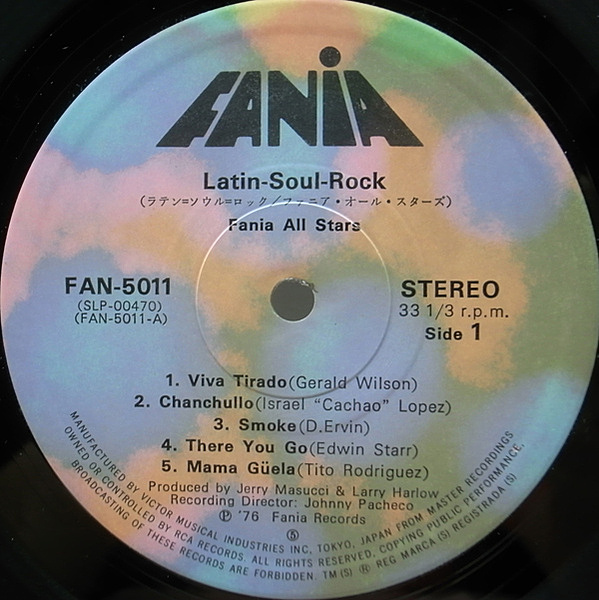 FANiA
Latin-Soul-Rock
(ラテン=ソウル=ロック/ファニア・オール・スターズ)
Fania All Stars
FAN-5011
(SLP-00470)
(FAN-5011-A)
STEREO
33 1/3 r.p.m.
Side 1
1. Viva Tirado(Gerald Wilson)
2. Chanchullo(Israel "Cachao" Lopez)
3. Smoke(D.Ervin)
4. There You Go(Edwin Starr)
5. Mama Güela(Tito Rodriguez)
Produced by Jerry Masucci & Larry Harlow
Recording Director: Johnny Pacheco
Ⓟ '76 Fania Records
⑤
MANUFACTURED BY VICTOR MUSICAL INDUSTRIES INC, TOKYO, JAPAN FROM MASTER RECORDINGS
OWNED OR CONTROLLED BY RCA RECORDS. ALL RIGHTS RESERVED, COPYING PUBLIC PERFORMANCE,
BROADCASTING OF THESE RECORDS ARE FORBIDDEN. TM(S) ® REG MARCA(S) REGISTRADA(S)